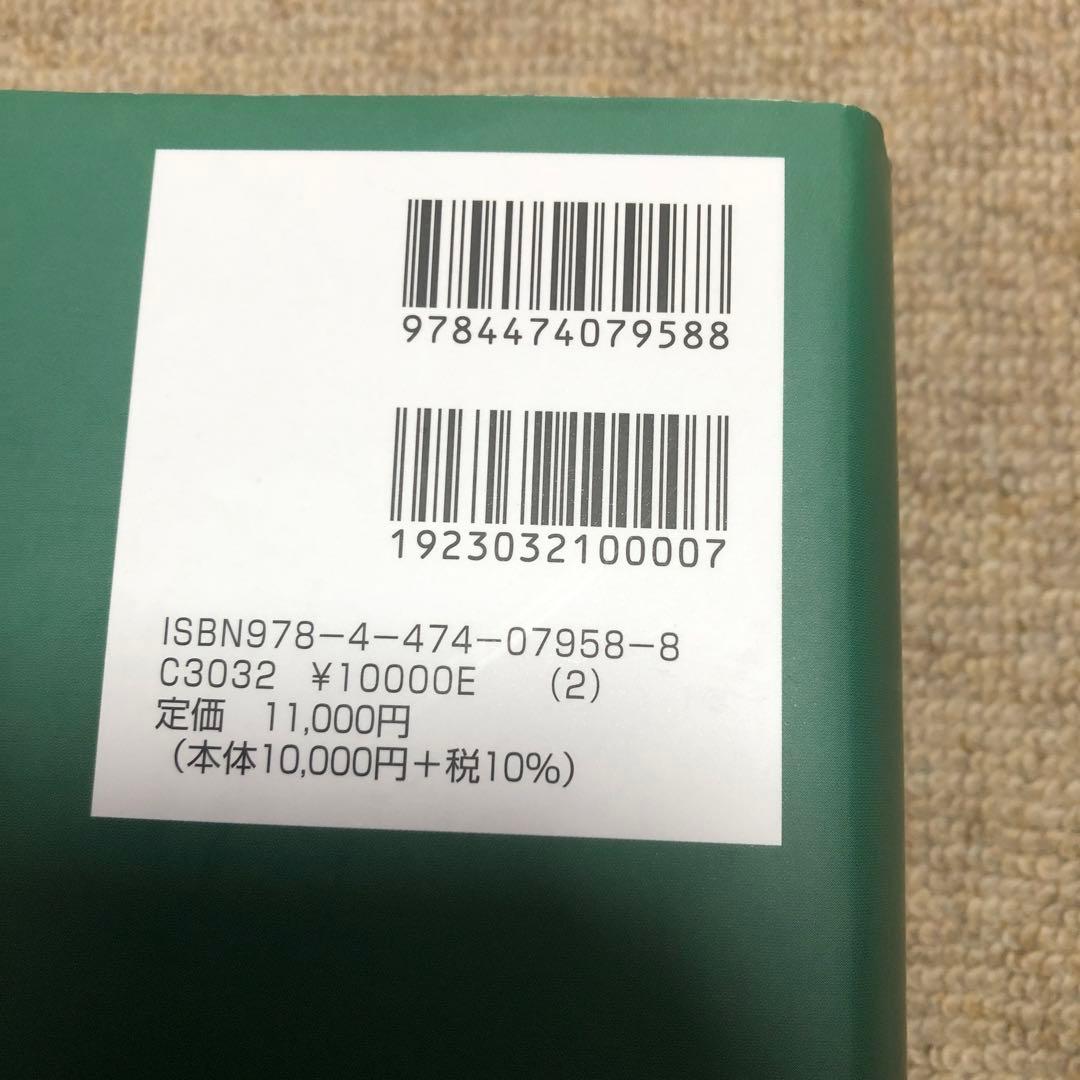 9784474079588
1923032100007
ISBN978-4-474-07958-8
C3032 ¥10000E (2)
定価 11,000円
(本体10,000円+税10%)